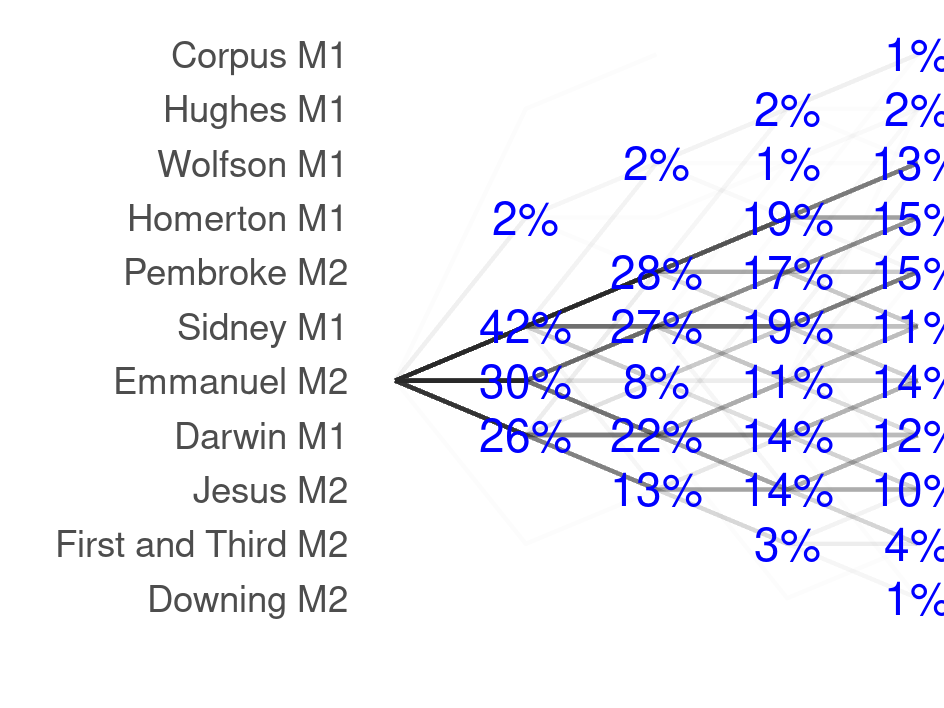 Corpus M1 1%
Hughes M1 2% 2%
Wolfson M1 2% 1% 13%
Homerton M1 2% 19% 15%
Pembroke M2 28% 17% 15%
Sidney M1 42% 27% 19% 11%
Emmanuel M2 30% 8% 11% 14%
Darwin M1 26% 22% 14% 12%
Jesus M2 13% 14% 10%
First and Third M2 3% 4%
Downing M2 1%